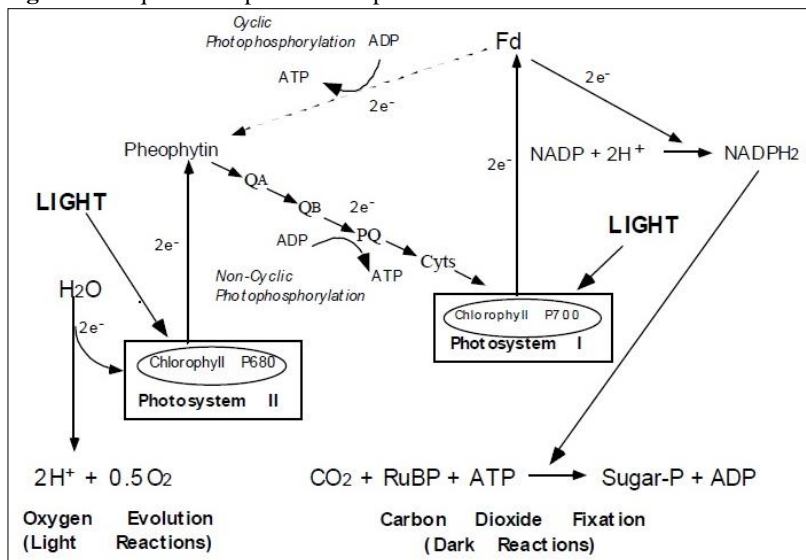 Cyclic
Photophosphorylation
ADP
ATP
2e-
Fd
2e-
Pheophytin
2e-
NADP + 2H+
NADPH2
LIGHT
QA
QB
2e-
PQ
Cyts
LIGHT
2e-
ADP
ATP
Non-Cyclic
Photophosphorylation
H2O
2e-
Chlorophyll P700
Photosystem I
Chlorophyll P680
Photosystem II
2H+ + 0.5O2
CO2 + RuBP + ATP
Sugar-P + ADP
Oxygen Evolution
(Light Reactions)
Carbon Dioxide Fixation
(Dark Reactions)